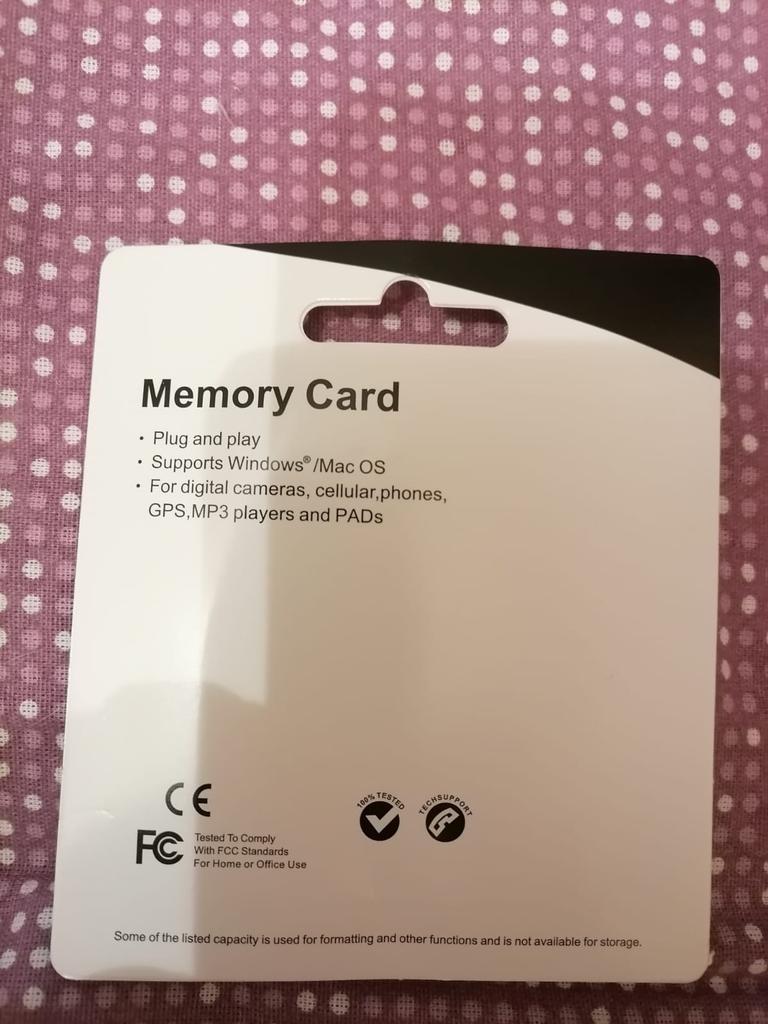 Memory Card
• Plug and play
• Supports Windows®/Mac OS
• For digital cameras, cellular,phones,
GPS,MP3 players and PADs
CE
100% TESTED
TECHSUPPORT
FC
Tested To Comply
With FCC Standards
For Home or Office Use
Some of the listed capacity is used for formatting and other functions and is not available for storage.